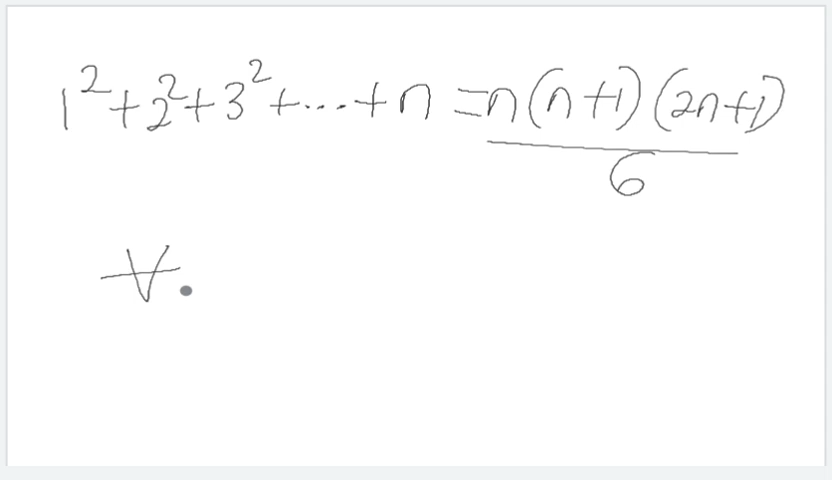 1² + 2² + 3² + ... + n = n(n+1)(2n+1)
6
∀